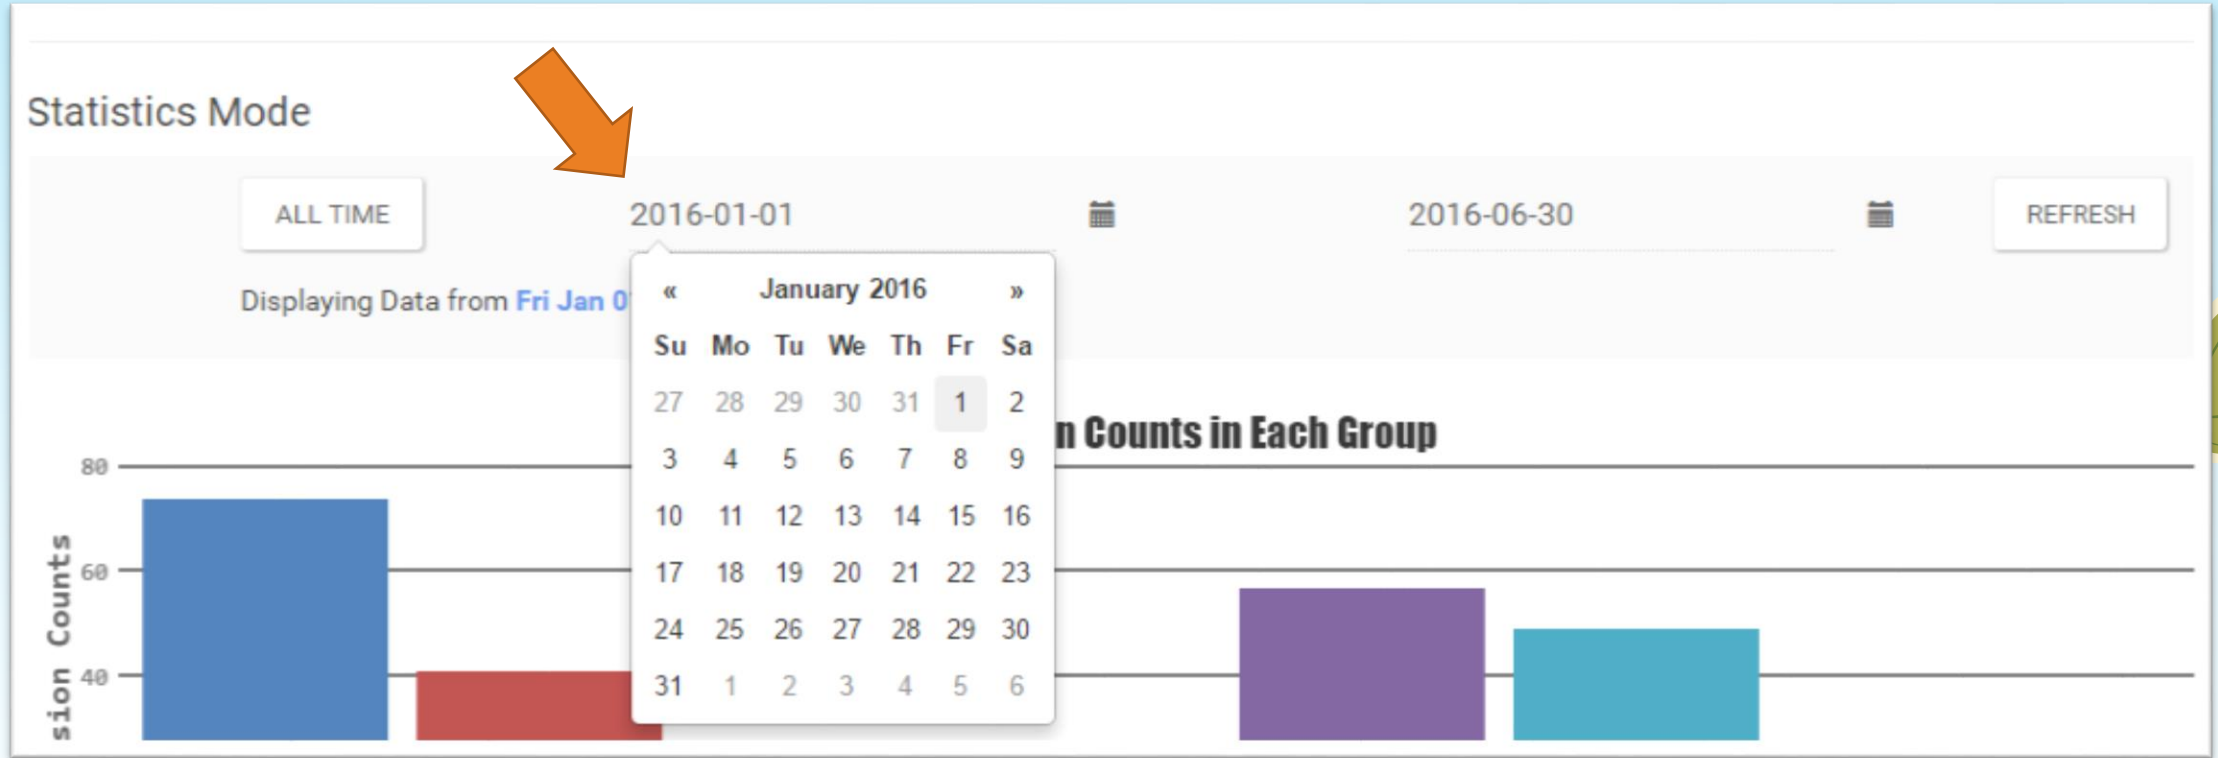 Statistics Mode
ALL TIME 2016-01-01 2016-06-30 REFRESH
Displaying Data from Fri Jan 0
« January 2016 »
Su Mo Tu We Th Fr Sa
27 28 29 30 31 1 2
3 4 5 6 7 8 9
10 11 12 13 14 15 16
17 18 19 20 21 22 23
24 25 26 27 28 29 30
31 1 2 3 4 5 6
n Counts in Each Group
80
60
40
sion Counts